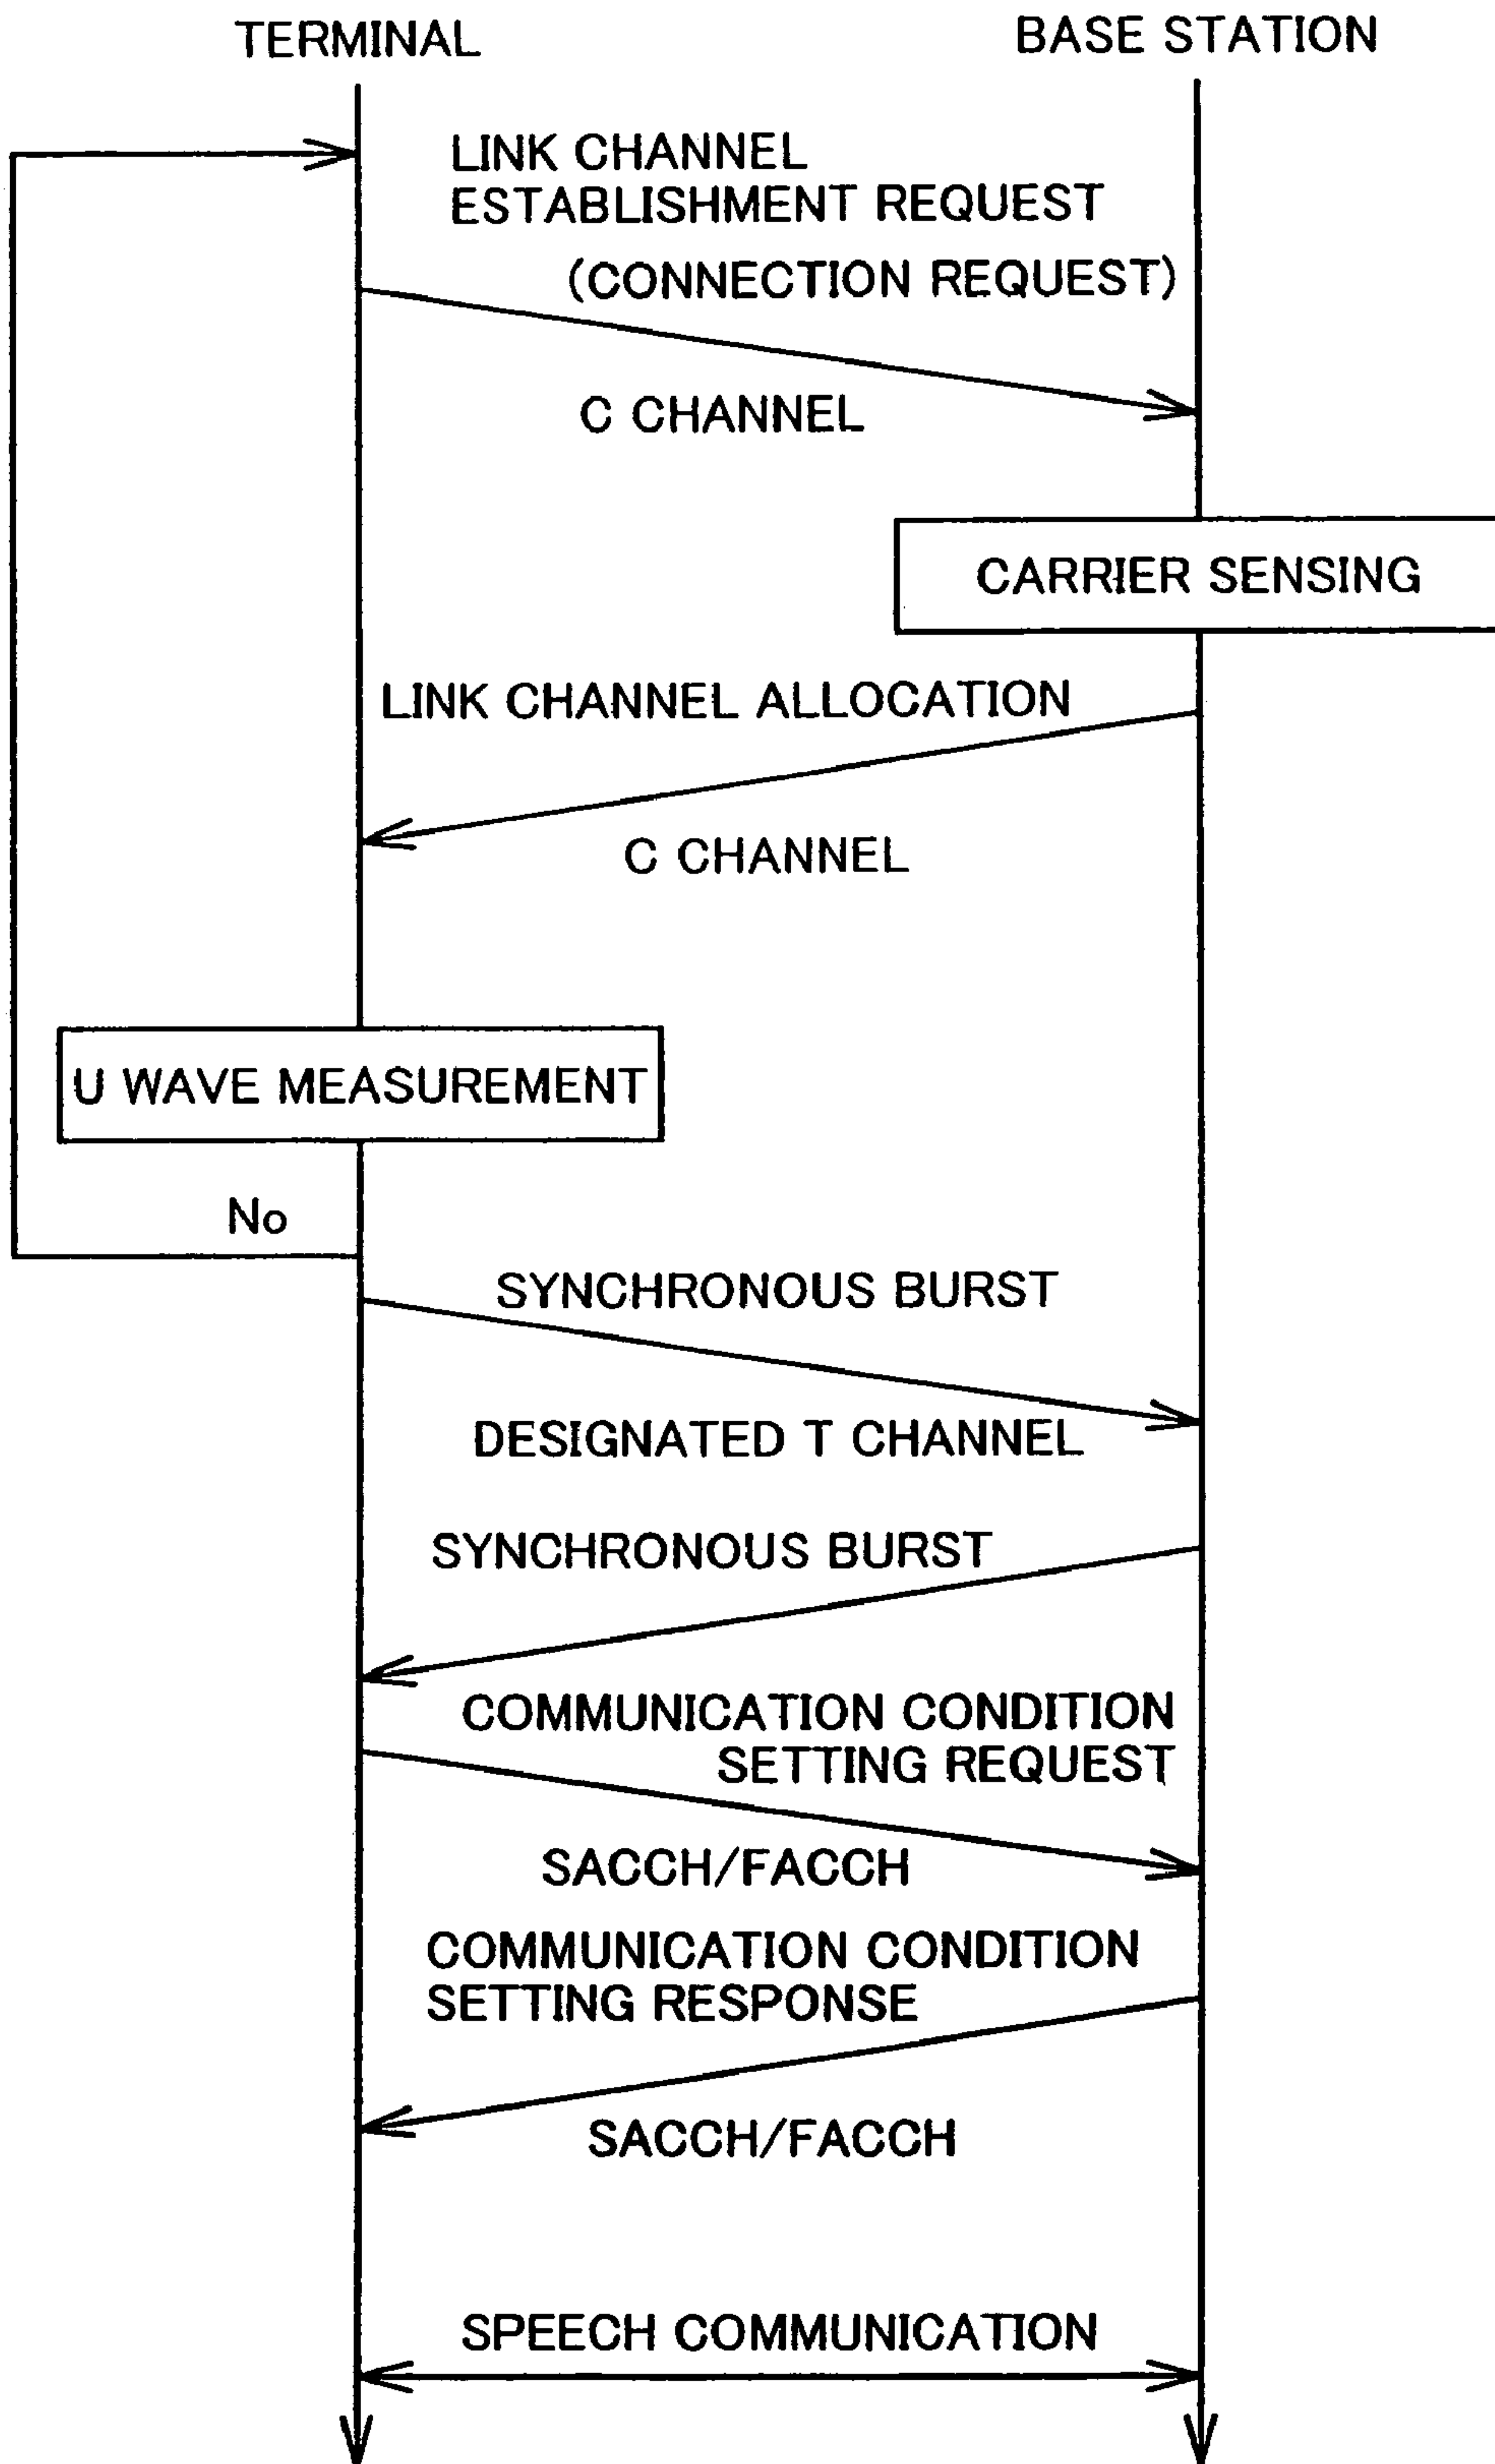 TERMINAL
BASE STATION
LINK CHANNEL
ESTABLISHMENT REQUEST
(CONNECTION REQUEST)
C CHANNEL
CARRIER SENSING
LINK CHANNEL ALLOCATION
C CHANNEL
U WAVE MEASUREMENT
No
SYNCHRONOUS BURST
DESIGNATED T CHANNEL
SYNCHRONOUS BURST
COMMUNICATION CONDITION
SETTING REQUEST
SACCH/FACCH
COMMUNICATION CONDITION
SETTING RESPONSE
SACCH/FACCH
SPEECH COMMUNICATION